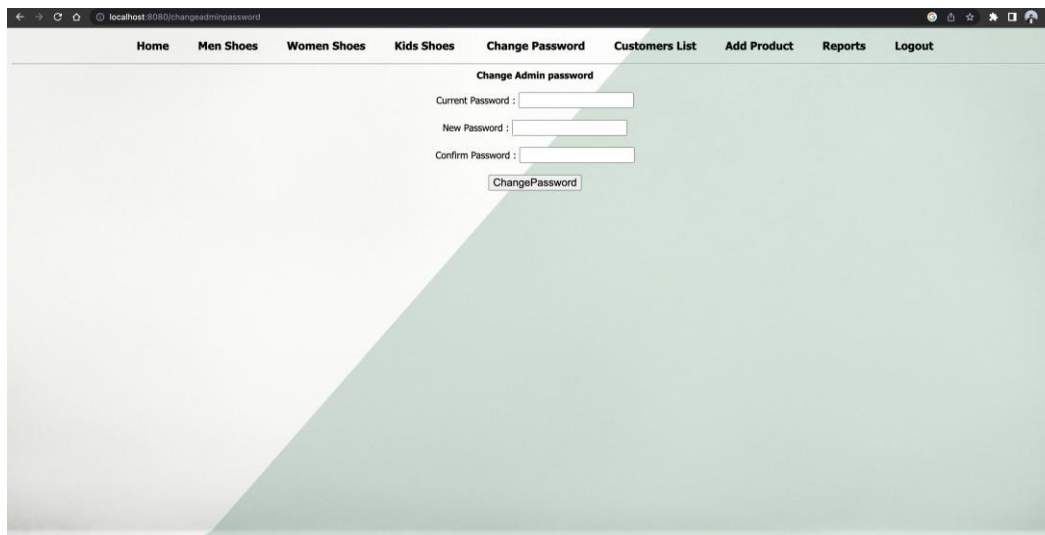 localhost:8080/changeadminpassword
Home Men Shoes Women Shoes Kids Shoes Change Password Customers List Add Product Reports Logout
Change Admin password
Current Password :
New Password :
Confirm Password :
ChangePassword